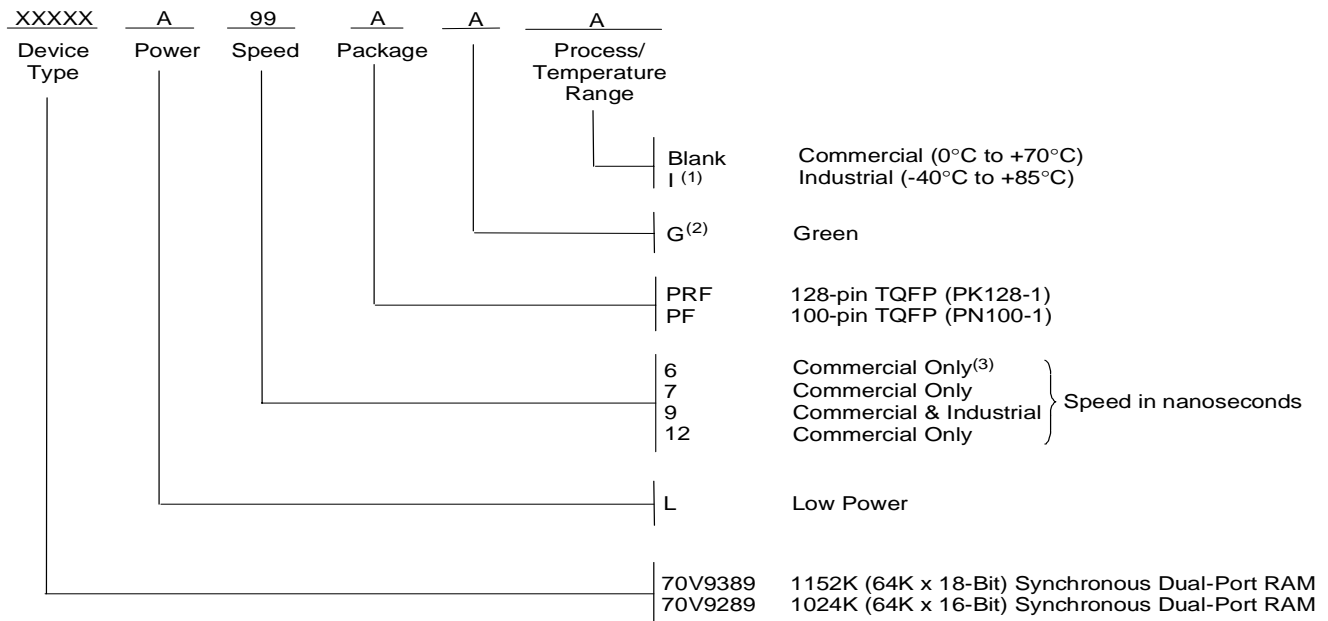 XXXXX A 99 A A A
Device Type Power Speed Package Process/ Temperature Range
Blank Commercial (0°C to +70°C)
I (1) Industrial (-40°C to +85°C)
G(2) Green
PRF 128-pin TQFP (PK128-1)
PF 100-pin TQFP (PN100-1)
6 Commercial Only(3)
7 Commercial Only
9 Commercial & Industrial
12 Commercial Only
Speed in nanoseconds
L Low Power
70V9389 1152K (64K x 18-Bit) Synchronous Dual-Port RAM
70V9289 1024K (64K x 16-Bit) Synchronous Dual-Port RAM